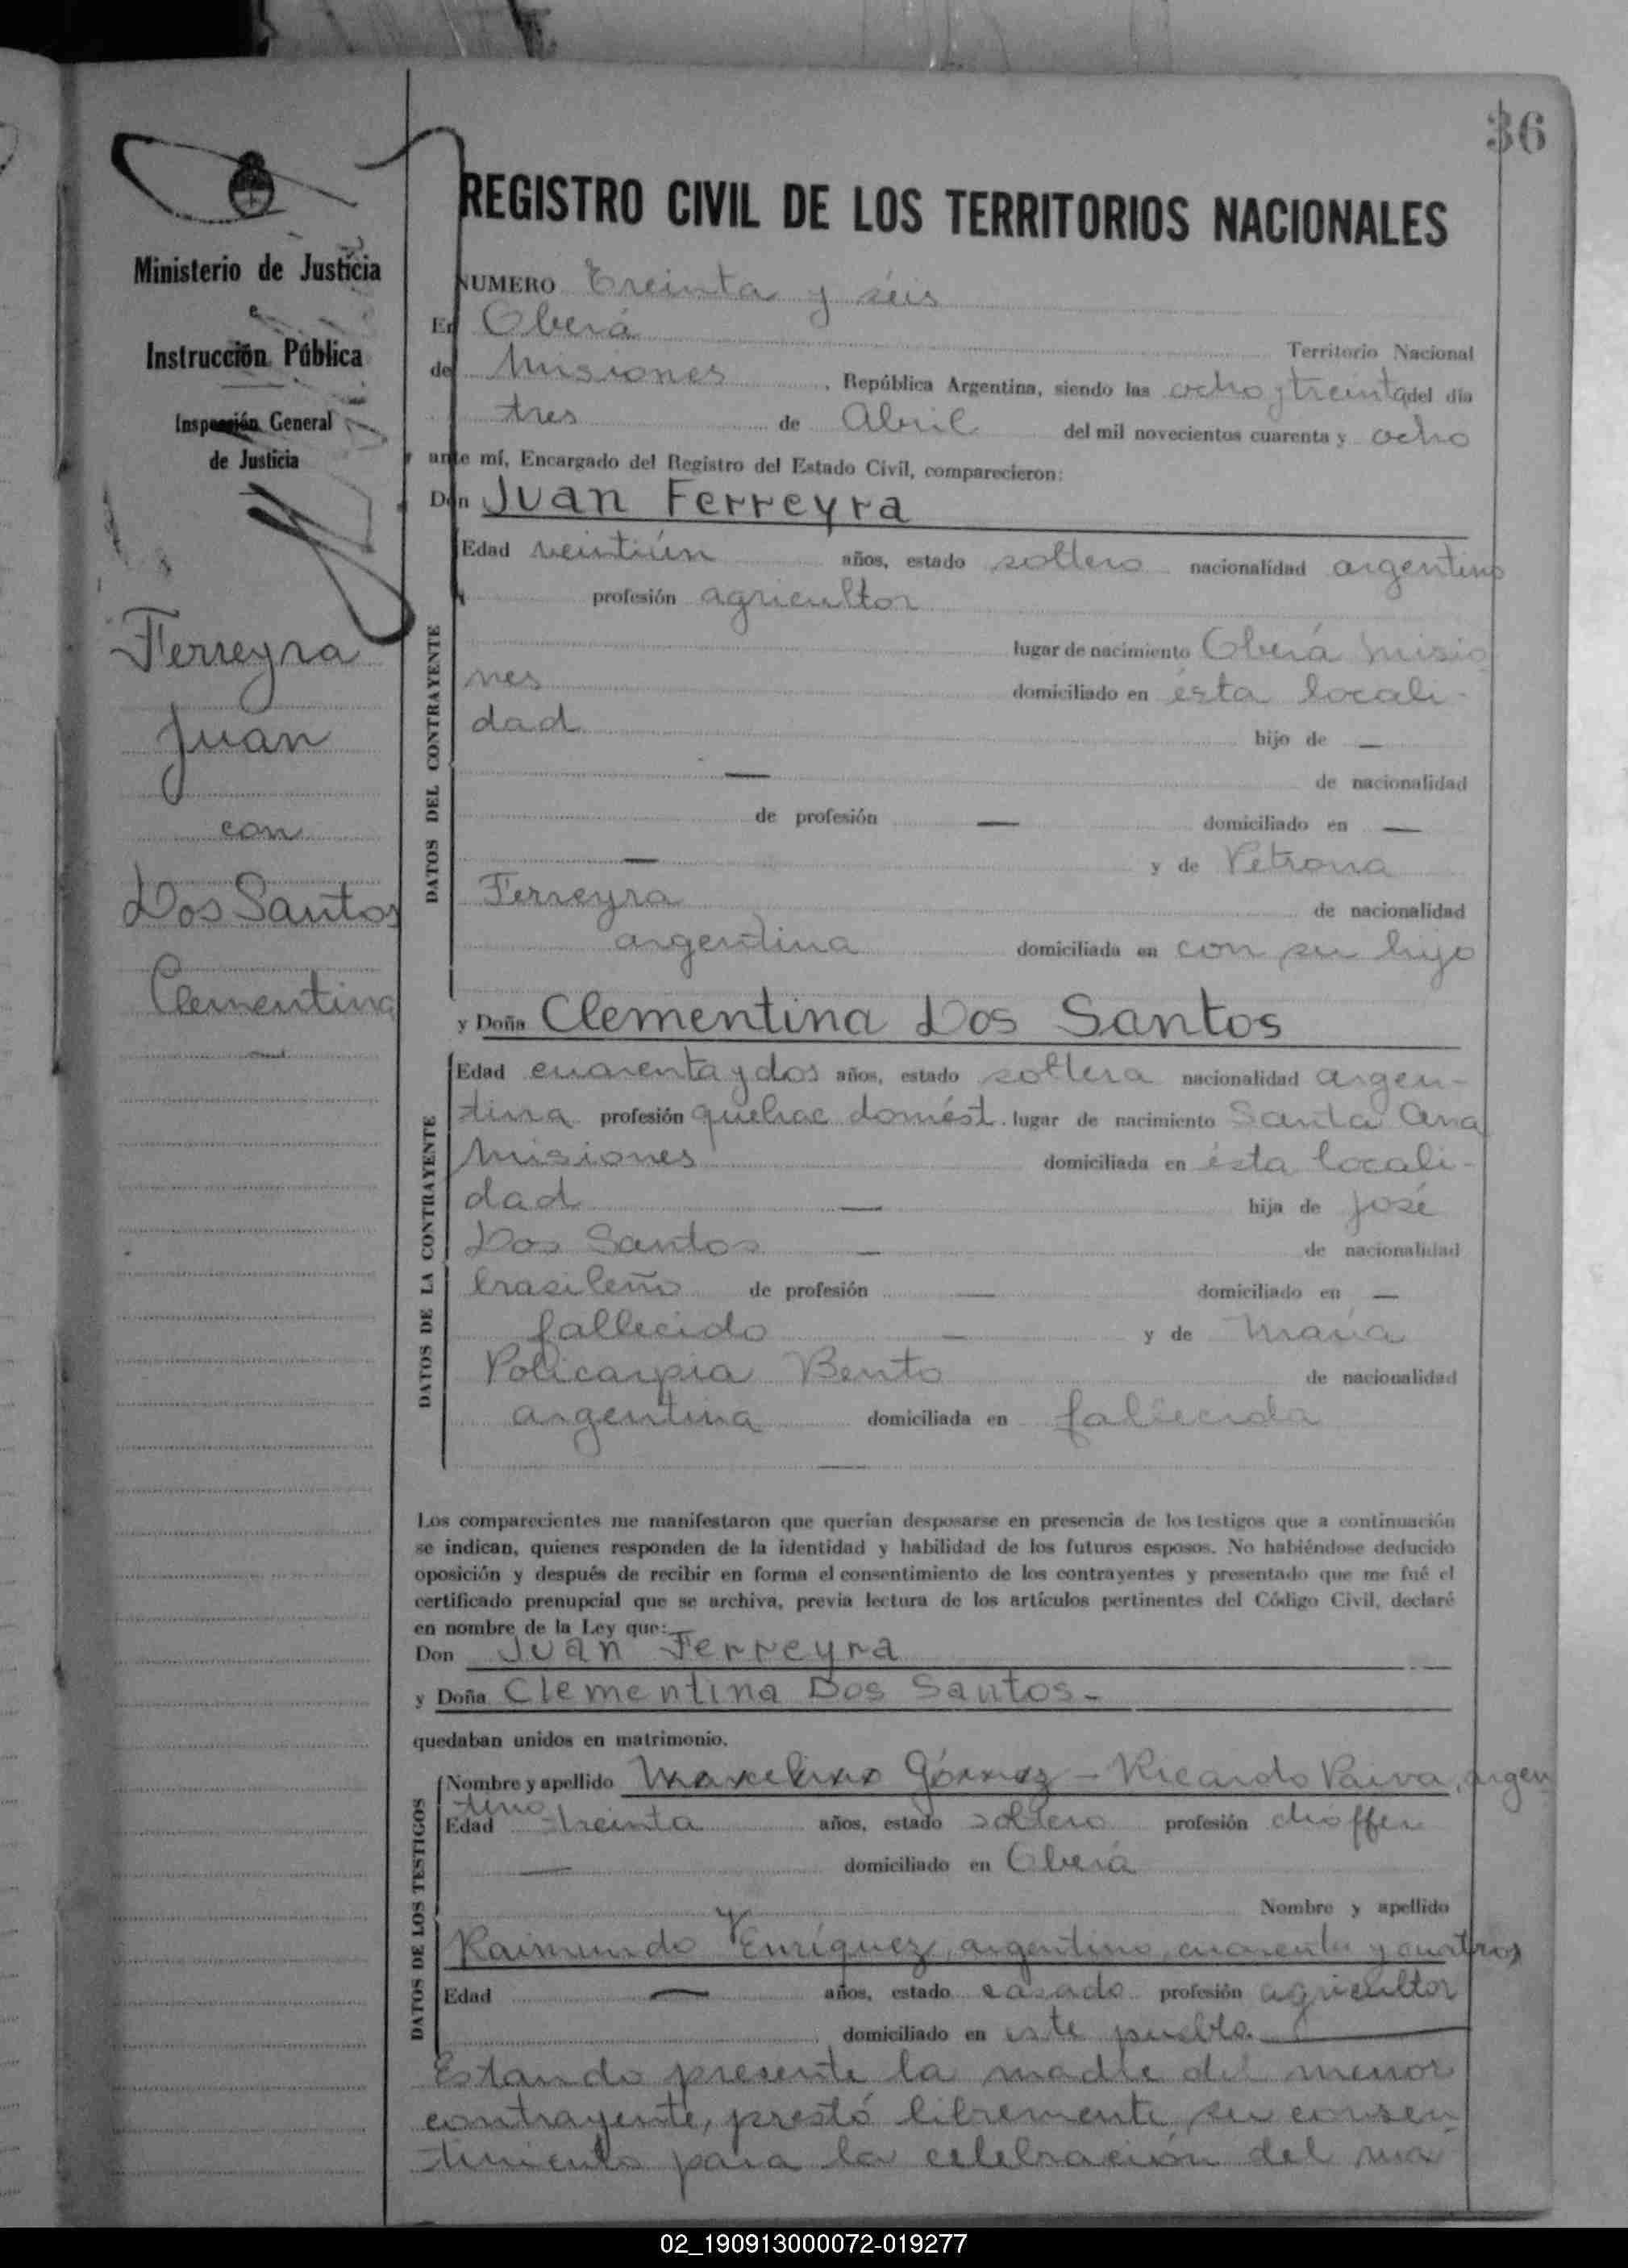 36
Ministerio de Justicia
e
Instrucción Pública
Inspección General
de Justicia
Ferreyra
Juan
con
Dos Santos
Clementina
REGISTRO CIVIL DE LOS TERRITORIOS NACIONALES
NUMERO Treinta y séis
En Oberá Territorio Nacional
de Misiones, República Argentina, siendo las ocho y treinta del día
tres de Abril del mil novecientos cuarenta y ocho
ante mí, Encargado del Registro del Estado Civil, comparecieron:
Don Juan Ferreyra
DATOS DEL CONTRAYENTE
Edad veintiún años, estado soltero nacionalidad argentino
profesión agricultor
lugar de nacimiento Oberá Misio
nes domiciliado en ésta locali-
dad hijo de —
— de nacionalidad
de profesión — domiciliado en —
— y de Petrona
Ferreyra de nacionalidad
argentina domiciliada en con su hijo
y Doña Clementina Dos Santos
DATOS DE LA CONTRAYENTE
Edad cuarenta y dos años, estado soltera nacionalidad argen-
tina profesión quehac domést. lugar de nacimiento Santa Ana
Misiones domiciliada en ésta locali-
dad — hija de José
Dos Santos — de nacionalidad
brasileño de profesión — domiciliado en —
fallecido — y de María
Policarpia Bento de nacionalidad
argentina domiciliada en fallecida
—
Los comparecientes me manifestaron que querían desposarse en presencia de los testigos que a continuación
se indican, quienes responden de la identidad y habilidad de los futuros esposos. No habiéndose deducido
oposición y después de recibir en forma el consentimiento de los contrayentes y presentado que me fué el
certificado prenupcial que se archiva, previa lectura de los artículos pertinentes del Código Civil, declaré
en nombre de la Ley que:
Don Juan Ferreyra
y Doña Clementina Dos Santos-
quedaban unidos en matrimonio.
DATOS DE LOS TESTIGOS
Nombre y apellido Marcelino Gómez - Ricardo Paiva, argen
tino
Edad treinta años, estado soltero profesión chóffer
— domiciliado en Oberá
Nombre y apellido
Raimundo Y Enríquez, argentino, cuarenta y cuatro
Edad — años, estado casado profesión agricultor
domiciliado en este pueblo.
Estando presente la madre del menor
contrayente, prestó libremente su consen
timiento para la celebración del ma
02_190913000072-019277